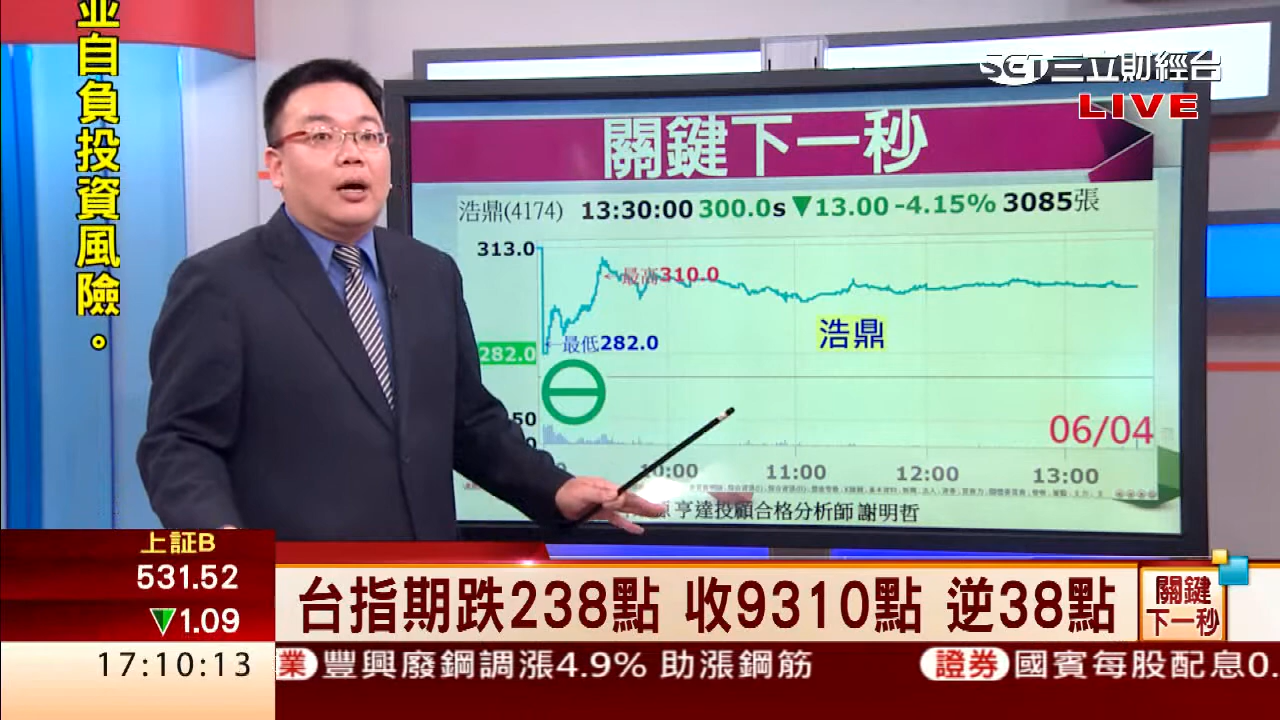 並自負投資風險。
SET三立財經台
LIVE
關鍵下一秒
浩鼎(4174) 13:30:00 300.0s ▼13.00 -4.15% 3085張
313.0
最高310.0
最低282.0
282.0
浩鼎
06/04
10:00 11:00 12:00 13:00
亨達投顧合格分析師 謝明哲
上証B
531.52
▼1.09
17:10:13
台指期跌238點 收9310點 逆38點
關鍵
下一秒
業 豐興廢鋼調漲4.9% 助漲鋼筋
證券 國賓每股配息0.